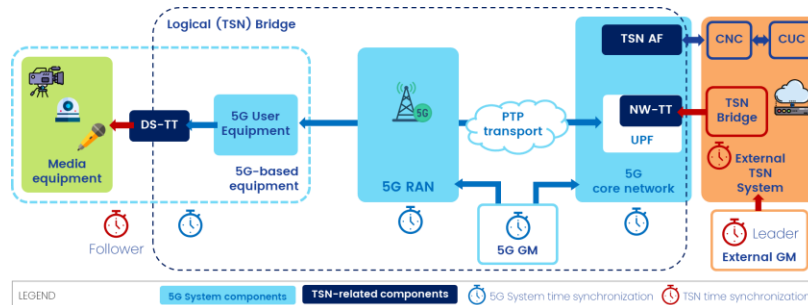 Logical (TSN) Bridge
TSN AF
CNC
CUC
5G
DS-TT
5G User
Equipment
PTP
transport
NW-TT
UPF
TSN
Bridge
Media
equipment
5G-based
equipment
5G RAN
5G
core network
External
TSN
System
Follower
5G GM
Leader
External GM
LEGEND
5G System components
TSN-related components
5G System time synchronization
TSN time synchronization